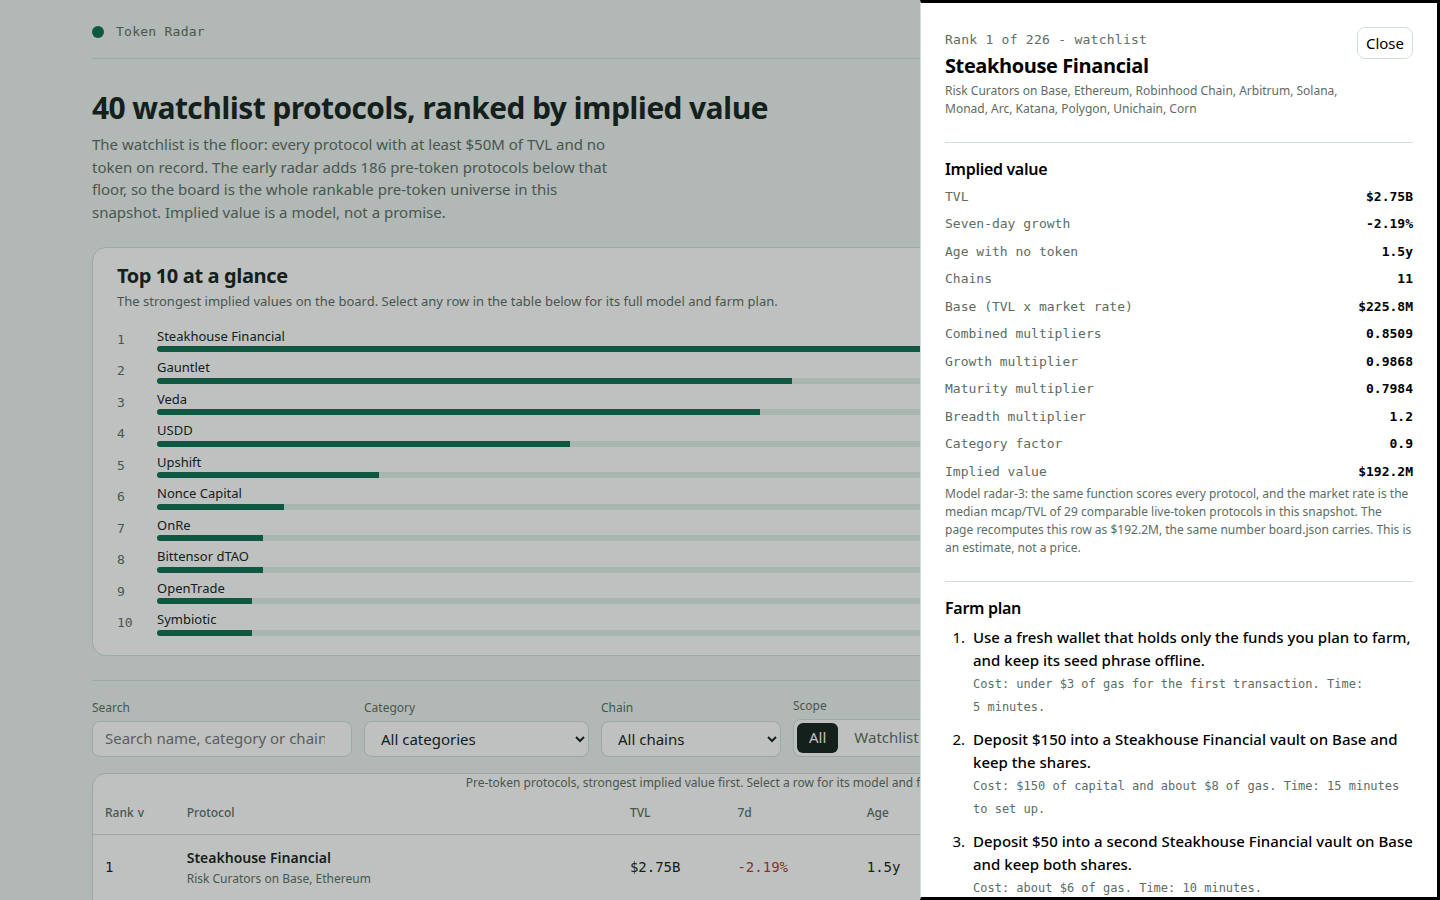 Token Radar
40 watchlist protocols, ranked by implied value
The watchlist is the floor: every protocol with at least $50M of TVL and no
token on record. The early radar adds 186 pre-token protocols below that
floor, so the board is the whole rankable pre-token universe in this
snapshot. Implied value is a model, not a promise.
Top 10 at a glance
The strongest implied values on the board. Select any row in the table below for its full model and farm plan.
1 Steakhouse Financial
2 Gauntlet
3 Veda
4 USDD
5 Upshift
6 Nonce Capital
7 OnRe
8 Bittensor dTAO
9 OpenTrade
10 Symbiotic
Search Category Chain Scope
Search name, category or chain All categories All chains All Watchlist
Pre-token protocols, strongest implied value first. Select a row for its model and f
Rank v Protocol TVL 7d Age
1 Steakhouse Financial $2.75B -2.19% 1.5y
Risk Curators on Base, Ethereum
Rank 1 of 226 - watchlist
Close
Steakhouse Financial
Risk Curators on Base, Ethereum, Robinhood Chain, Arbitrum, Solana,
Monad, Arc, Katana, Polygon, Unichain, Corn
Implied value
TVL $2.75B
Seven-day growth -2.19%
Age with no token 1.5y
Chains 11
Base (TVL x market rate) $225.8M
Combined multipliers 0.8509
Growth multiplier 0.9868
Maturity multiplier 0.7984
Breadth multiplier 1.2
Category factor 0.9
Implied value $192.2M
Model radar-3: the same function scores every protocol, and the market rate is the
median mcap/TVL of 29 comparable live-token protocols in this snapshot. The
page recomputes this row as $192.2M, the same number board.json carries. This is
an estimate, not a price.
Farm plan
1. Use a fresh wallet that holds only the funds you plan to farm,
and keep its seed phrase offline.
Cost: under $3 of gas for the first transaction. Time:
5 minutes.
2. Deposit $150 into a Steakhouse Financial vault on Base and
keep the shares.
Cost: $150 of capital and about $8 of gas. Time: 15 minutes
to set up.
3. Deposit $50 into a second Steakhouse Financial vault on Base
and keep both shares.
Cost: about $6 of gas. Time: 10 minutes.